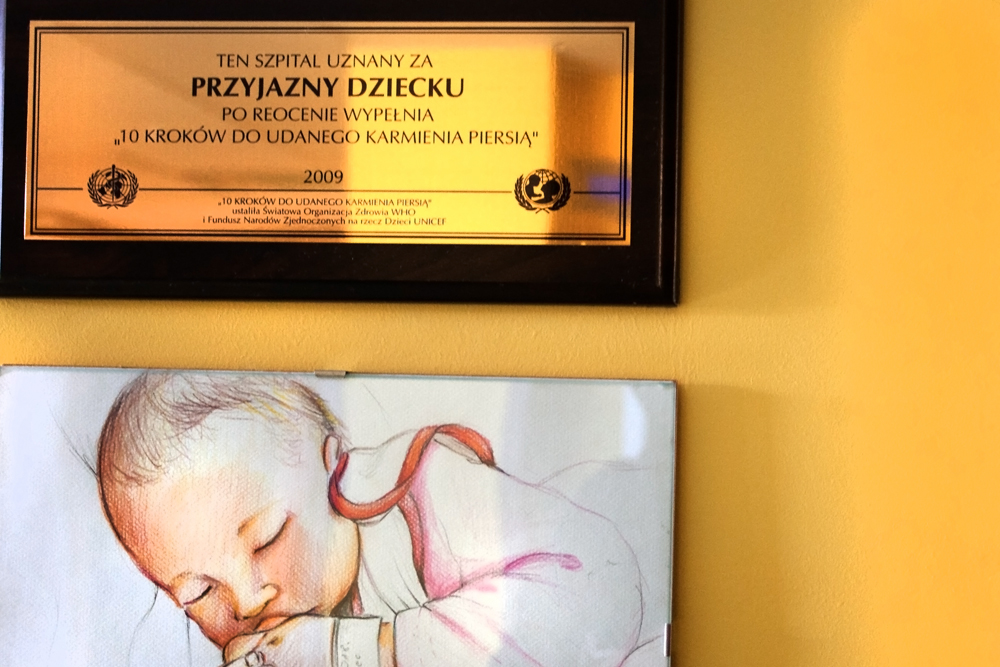 TEN SZPITAL UZNANY ZA
PRZYJAZNY DZIECKU
PO REOCENIE WYPEŁNIA
„10 KROKÓW DO UDANEGO KARMIENIA PIERSIĄ"
2009
„10 KROKÓW DO UDANEGO KARMIENIA PIERSIĄ"
ustaliła Światowa Organizacja Zdrowia WHO
i Fundusz Narodów Zjednoczonych na rzecz Dzieci UNICEF